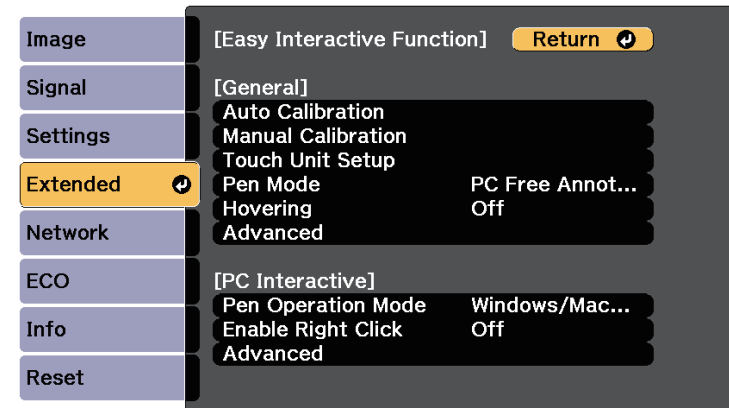 Image
Signal
Settings
Extended
Network
ECO
Info
Reset
[Easy Interactive Function] Return
[General]
Auto Calibration
Manual Calibration
Touch Unit Setup
Pen Mode PC Free Annot...
Hovering Off
Advanced
[PC Interactive]
Pen Operation Mode Windows/Mac...
Enable Right Click Off
Advanced